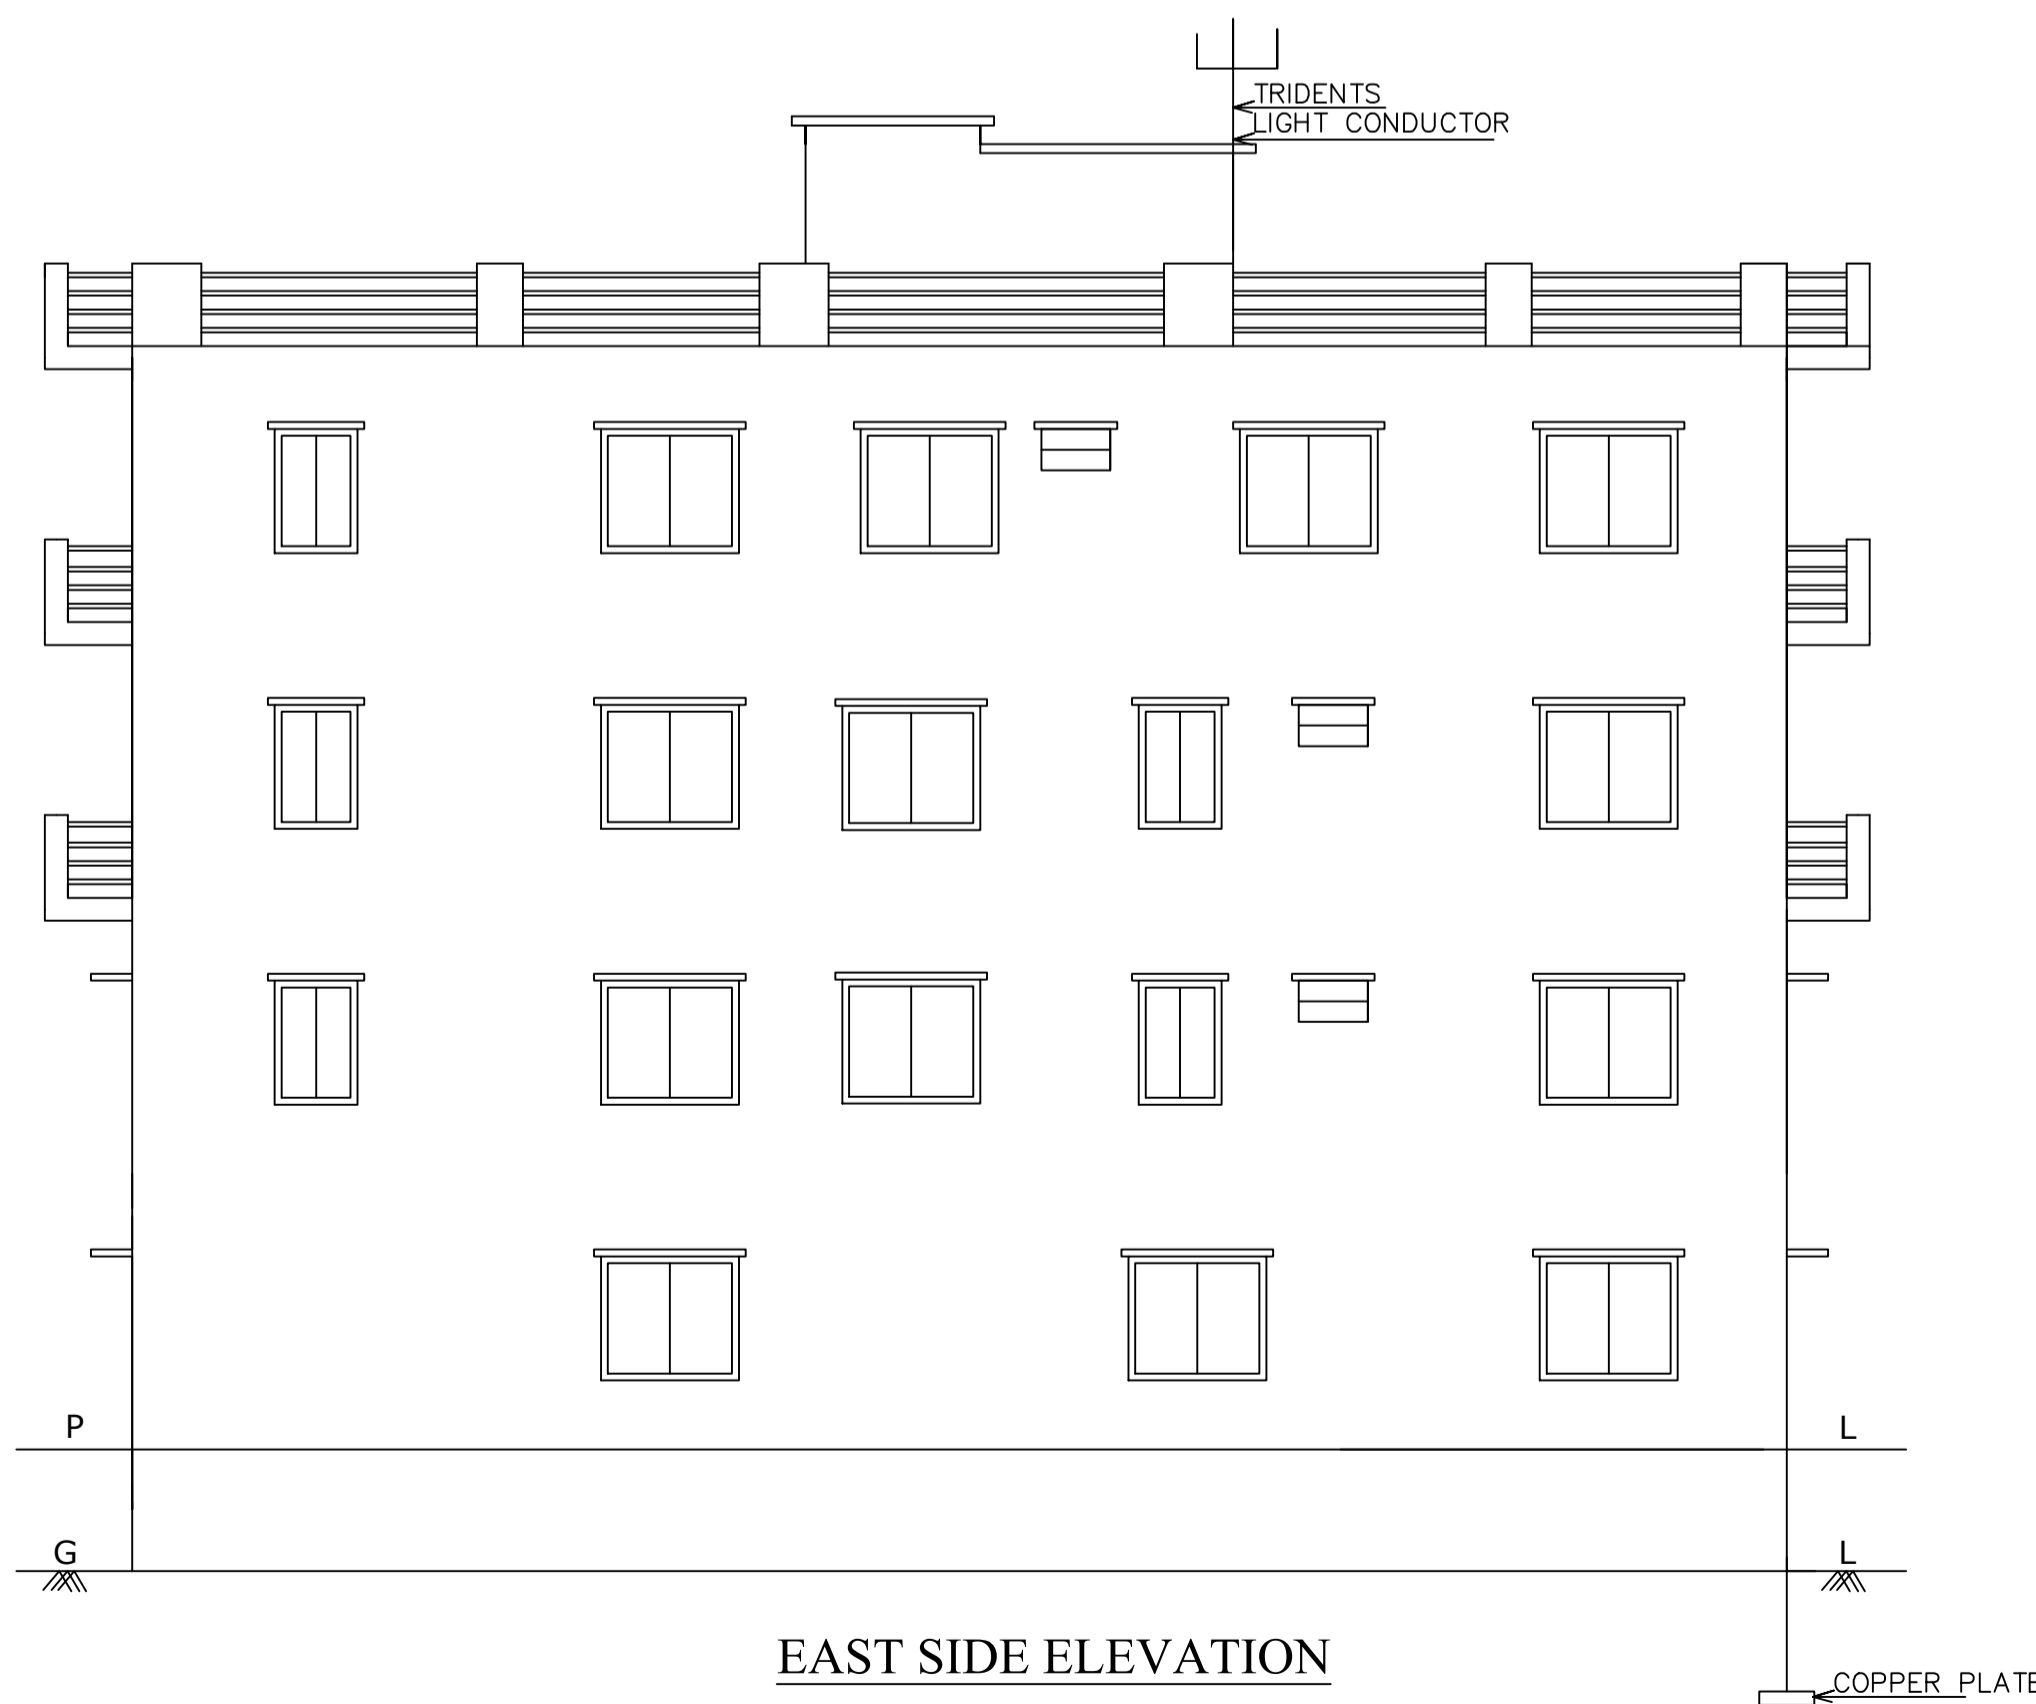 TRIDENTS
LIGHT CONDUCTOR
P L
G L
EAST SIDE ELEVATION
COPPER PLATE